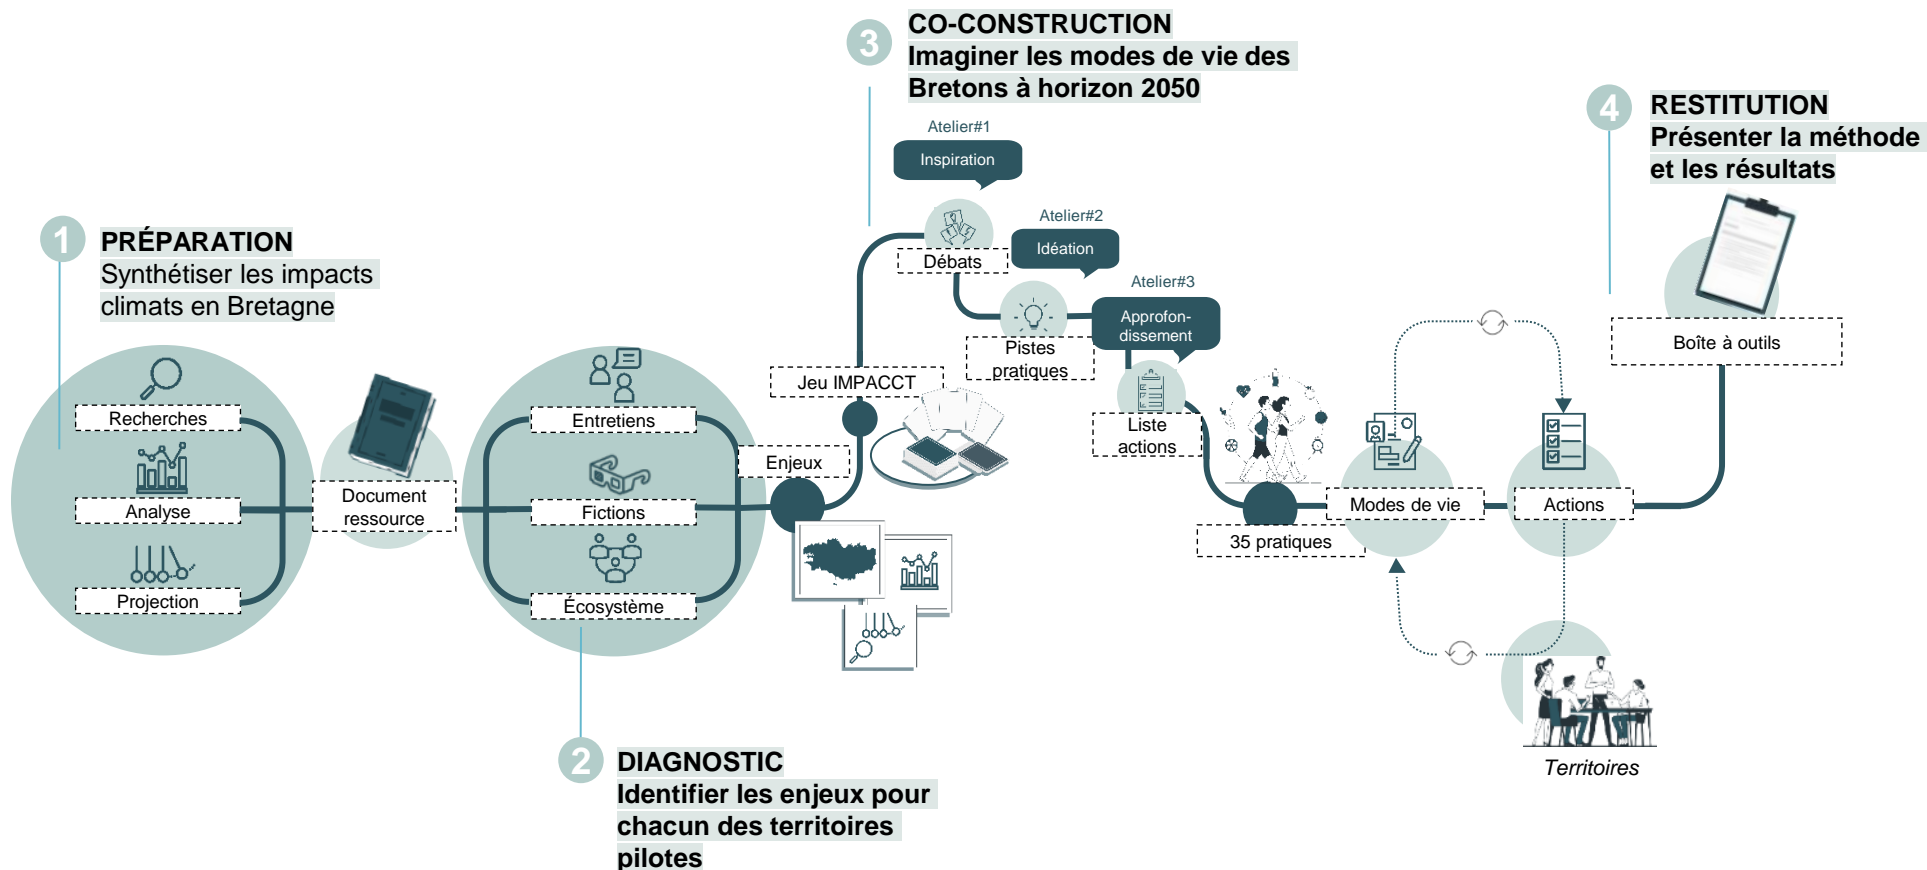 1
PRÉPARATION
Synthétiser les impacts
climats en Bretagne
Recherches
Analyse
Projection
Document
ressource
Entretiens
Fictions
Écosystème
2
DIAGNOSTIC
Identifier les enjeux pour
chacun des territoires
pilotes
Enjeux
Jeu IMPACCT
3
CO-CONSTRUCTION
Imaginer les modes de vie des
Bretons à horizon 2050
Atelier#1
Inspiration
Débats
Atelier#2
Idéation
Pistes
pratiques
Atelier#3
Approfon-
dissement
Liste
actions
35 pratiques
Modes de vie
Actions
Territoires
4
RESTITUTION
Présenter la méthode
et les résultats
Boîte à outils